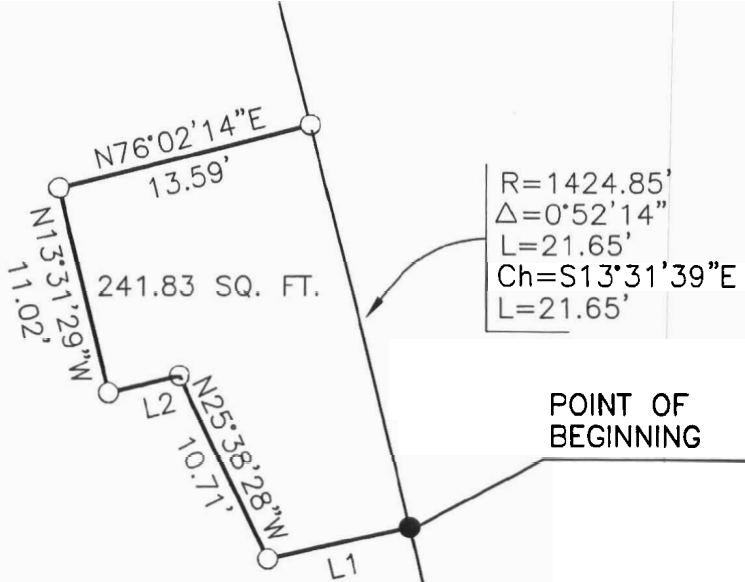 N76°02'14"E
13.59'
R=1424.85'
△=0°52'14"
L=21.65'
Ch=S13°31'39"E
L=21.65'
N13°31'29"W
11.02'
241.83 SQ. FT.
L2
N25°38'28"W
10.71'
POINT OF
BEGINNING
L1